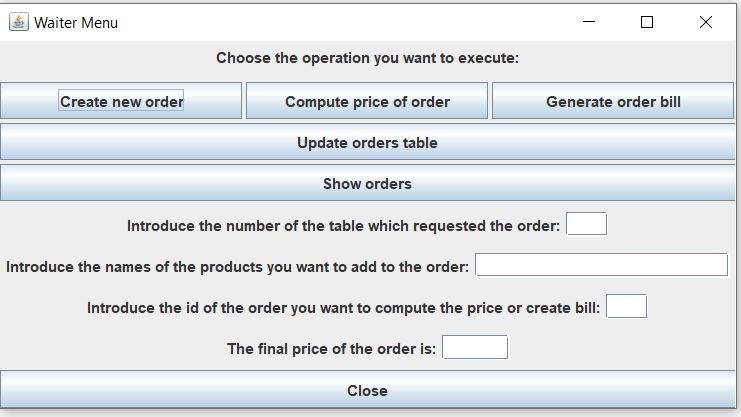 Waiter Menu
Choose the operation you want to execute:
Create new order Compute price of order Generate order bill
Update orders table
Show orders
Introduce the number of the table which requested the order:
Introduce the names of the products you want to add to the order:
Introduce the id of the order you want to compute the price or create bill:
The final price of the order is:
Close